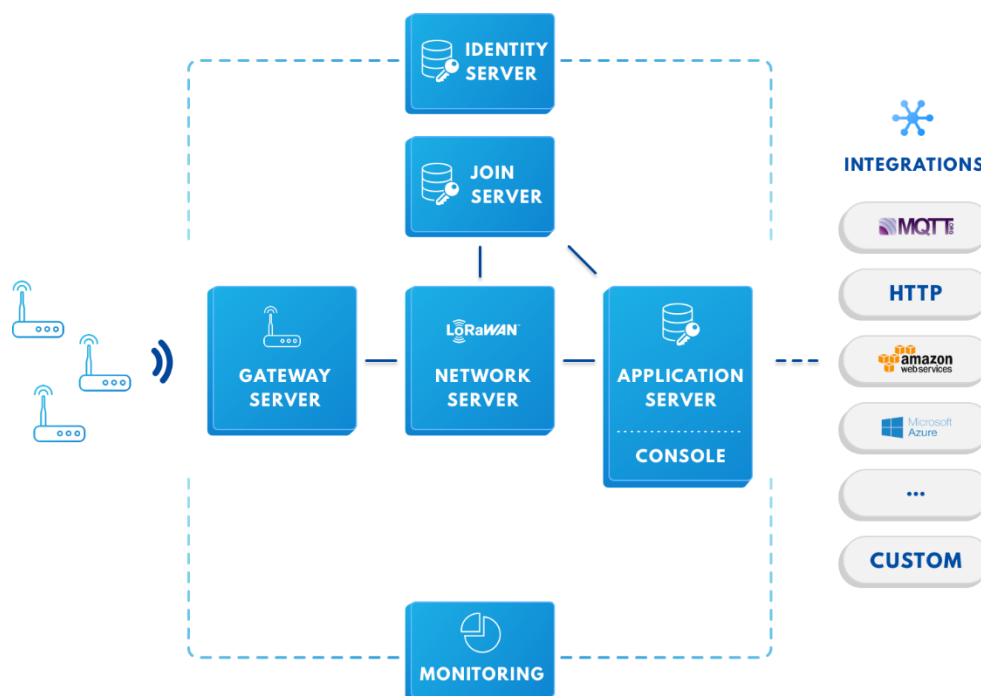 IDENTITY
SERVER
JOIN
SERVER
INTEGRATIONS
MQTT
HTTP
LoRaWAN
GATEWAY
SERVER
NETWORK
SERVER
APPLICATION
SERVER
CONSOLE
amazon
webservices
Microsoft
Azure
...
CUSTOM
MONITORING